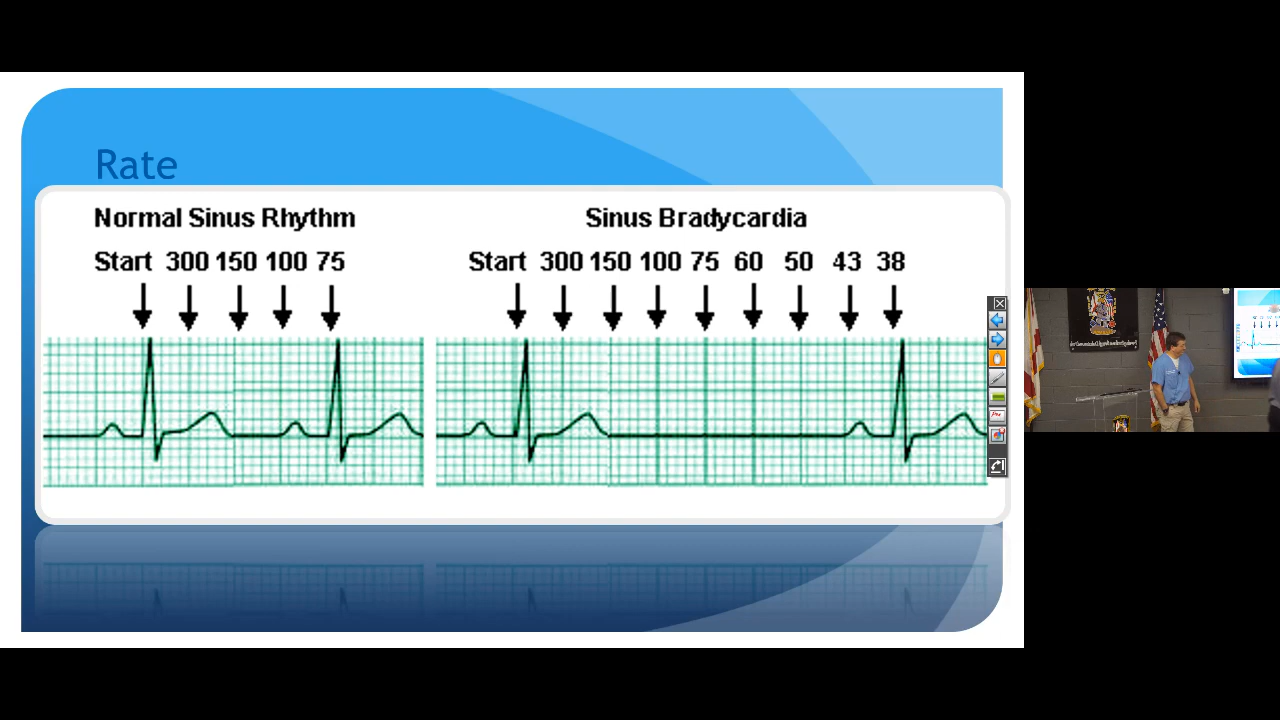 Rate
Normal Sinus Rhythm
Start 300 150 100 75
Sinus Bradycardia
Start 300 150 100 75 60 50 43 38